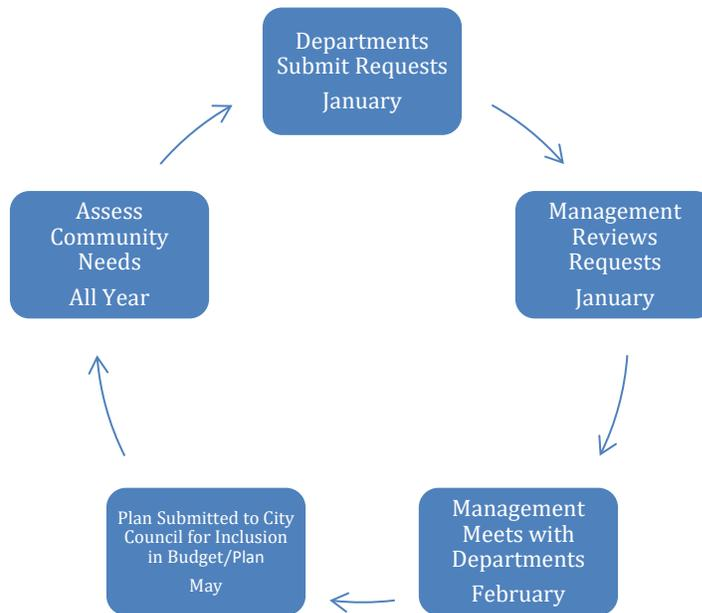 Departments
Submit Requests
January
Management
Reviews
Requests
January
Management
Meets with
Departments
February
Plan Submitted to City
Council for Inclusion
in Budget/Plan
May
Assess
Community
Needs
All Year